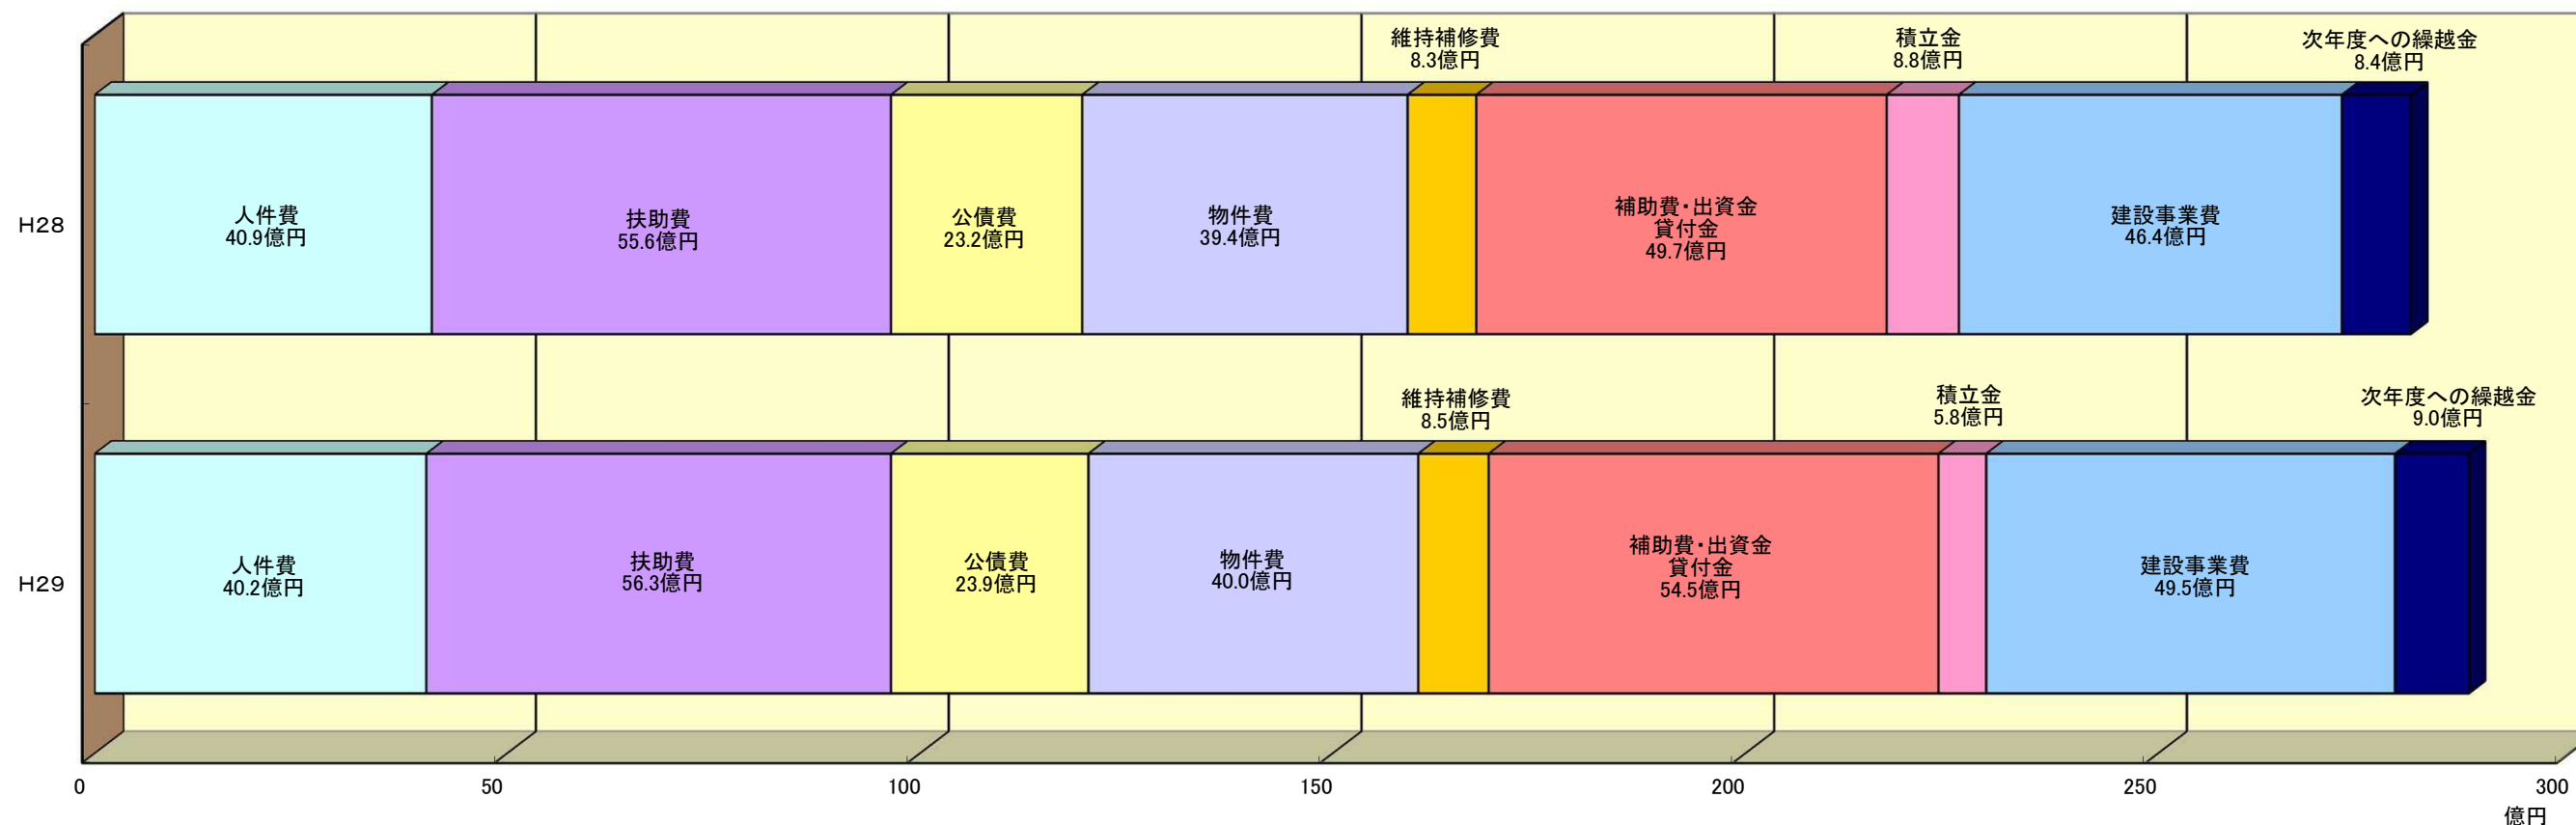 維持補修費
8.3億円
積立金
8.8億円
次年度への繰越金
8.4億円
H28
人件費
40.9億円
扶助費
55.6億円
公債費
23.2億円
物件費
39.4億円
補助費・出資金
貸付金
49.7億円
建設事業費
46.4億円
維持補修費
8.5億円
積立金
5.8億円
次年度への繰越金
9.0億円
H29
人件費
40.2億円
扶助費
56.3億円
公債費
23.9億円
物件費
40.0億円
補助費・出資金
貸付金
54.5億円
建設事業費
49.5億円
0
50
100
150
200
250
300
億円